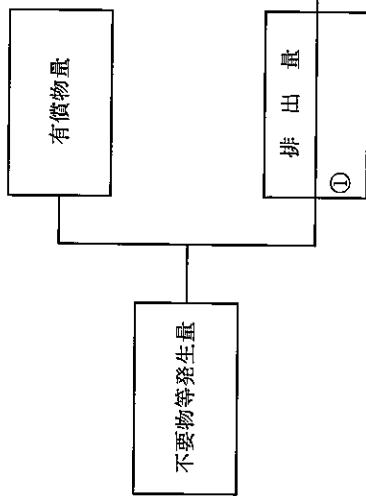 不要物等発生量
有償物量
排出量
①